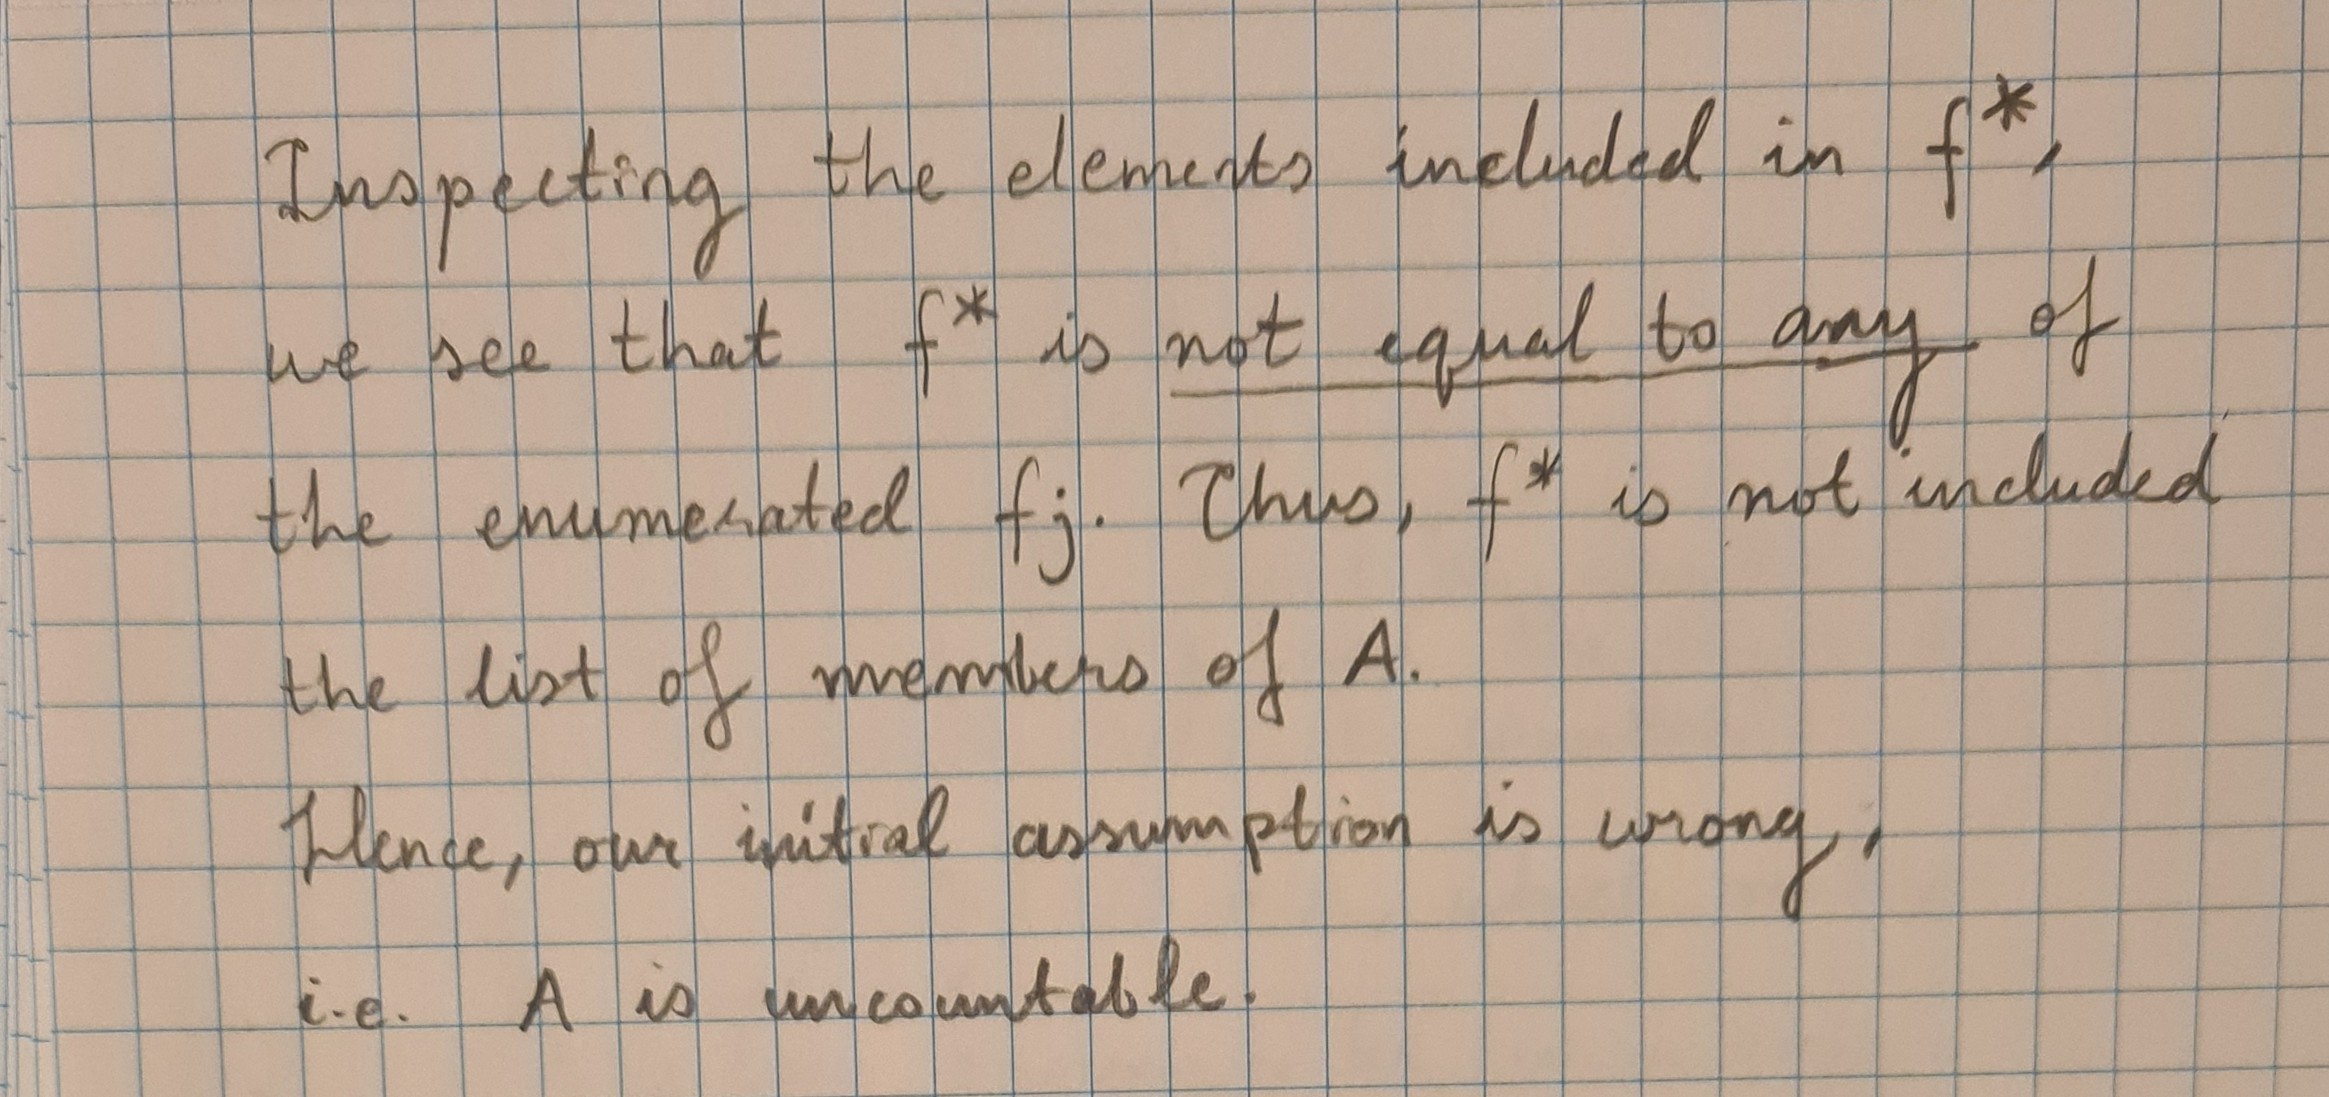 Inspecting the elements included in f*,
we see that f* is not equal to any of
the enumerated fj. Thus, f* is not included
the list of members of A.
Hence, our initial assumption is wrong,
i.e. A is uncountable.